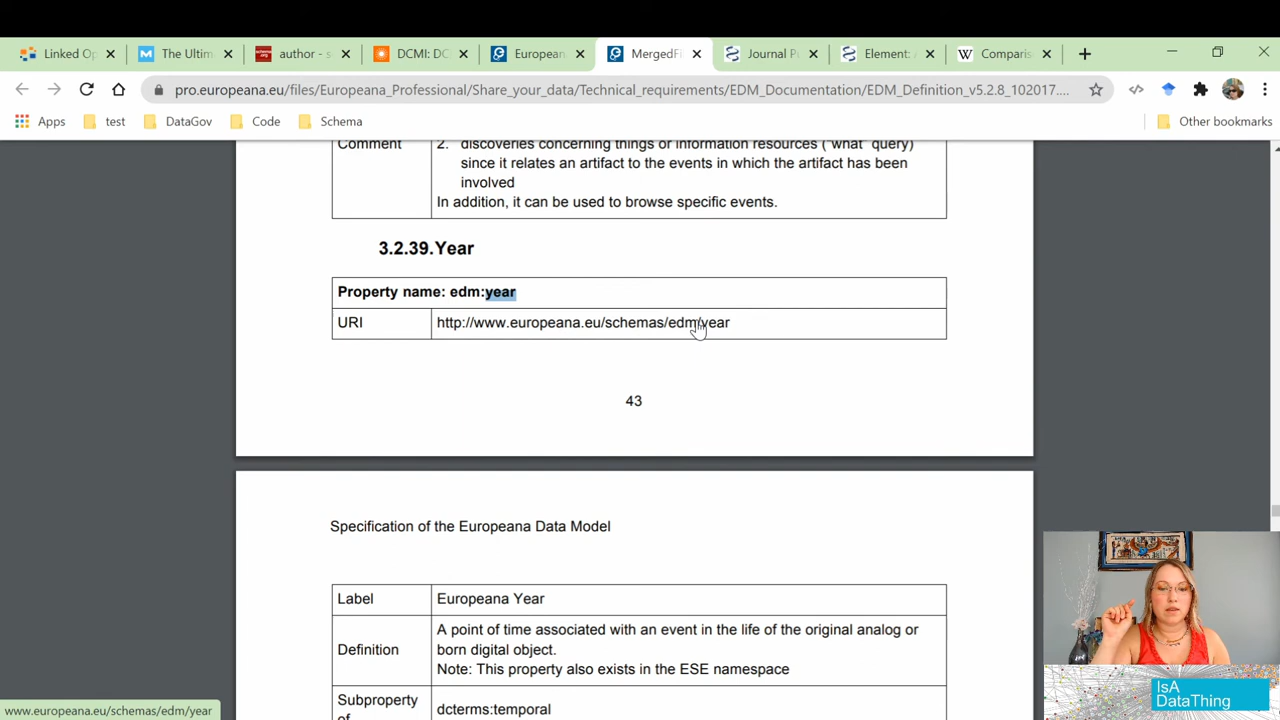 Linked Op
The Ultim
author - s
DCMI: DC
European
MergedFi
Journal P
Element:
Comparis
pro.europeana.eu/files/Europeana_Professional/Share_your_data/Technical_requirements/EDM_Documentation/EDM_Definition_v5.2.8_102017....
Apps
test
DataGov
Code
Schema
Other bookmarks
Comment
2. discoveries concerning things or information resources ("what" query)
since it relates an artifact to the events in which the artifact has been
involved
In addition, it can be used to browse specific events.
3.2.39.Year
Property name: edm:year
URI
http://www.europeana.eu/schemas/edm/year
43
Specification of the Europeana Data Model
Label
Europeana Year
Definition
A point of time associated with an event in the life of the original analog or
born digital object.
Note: This property also exists in the ESE namespace
Subproperty
of
dcterms:temporal
www.europeana.eu/schemas/edm/year
IsA
DataThing